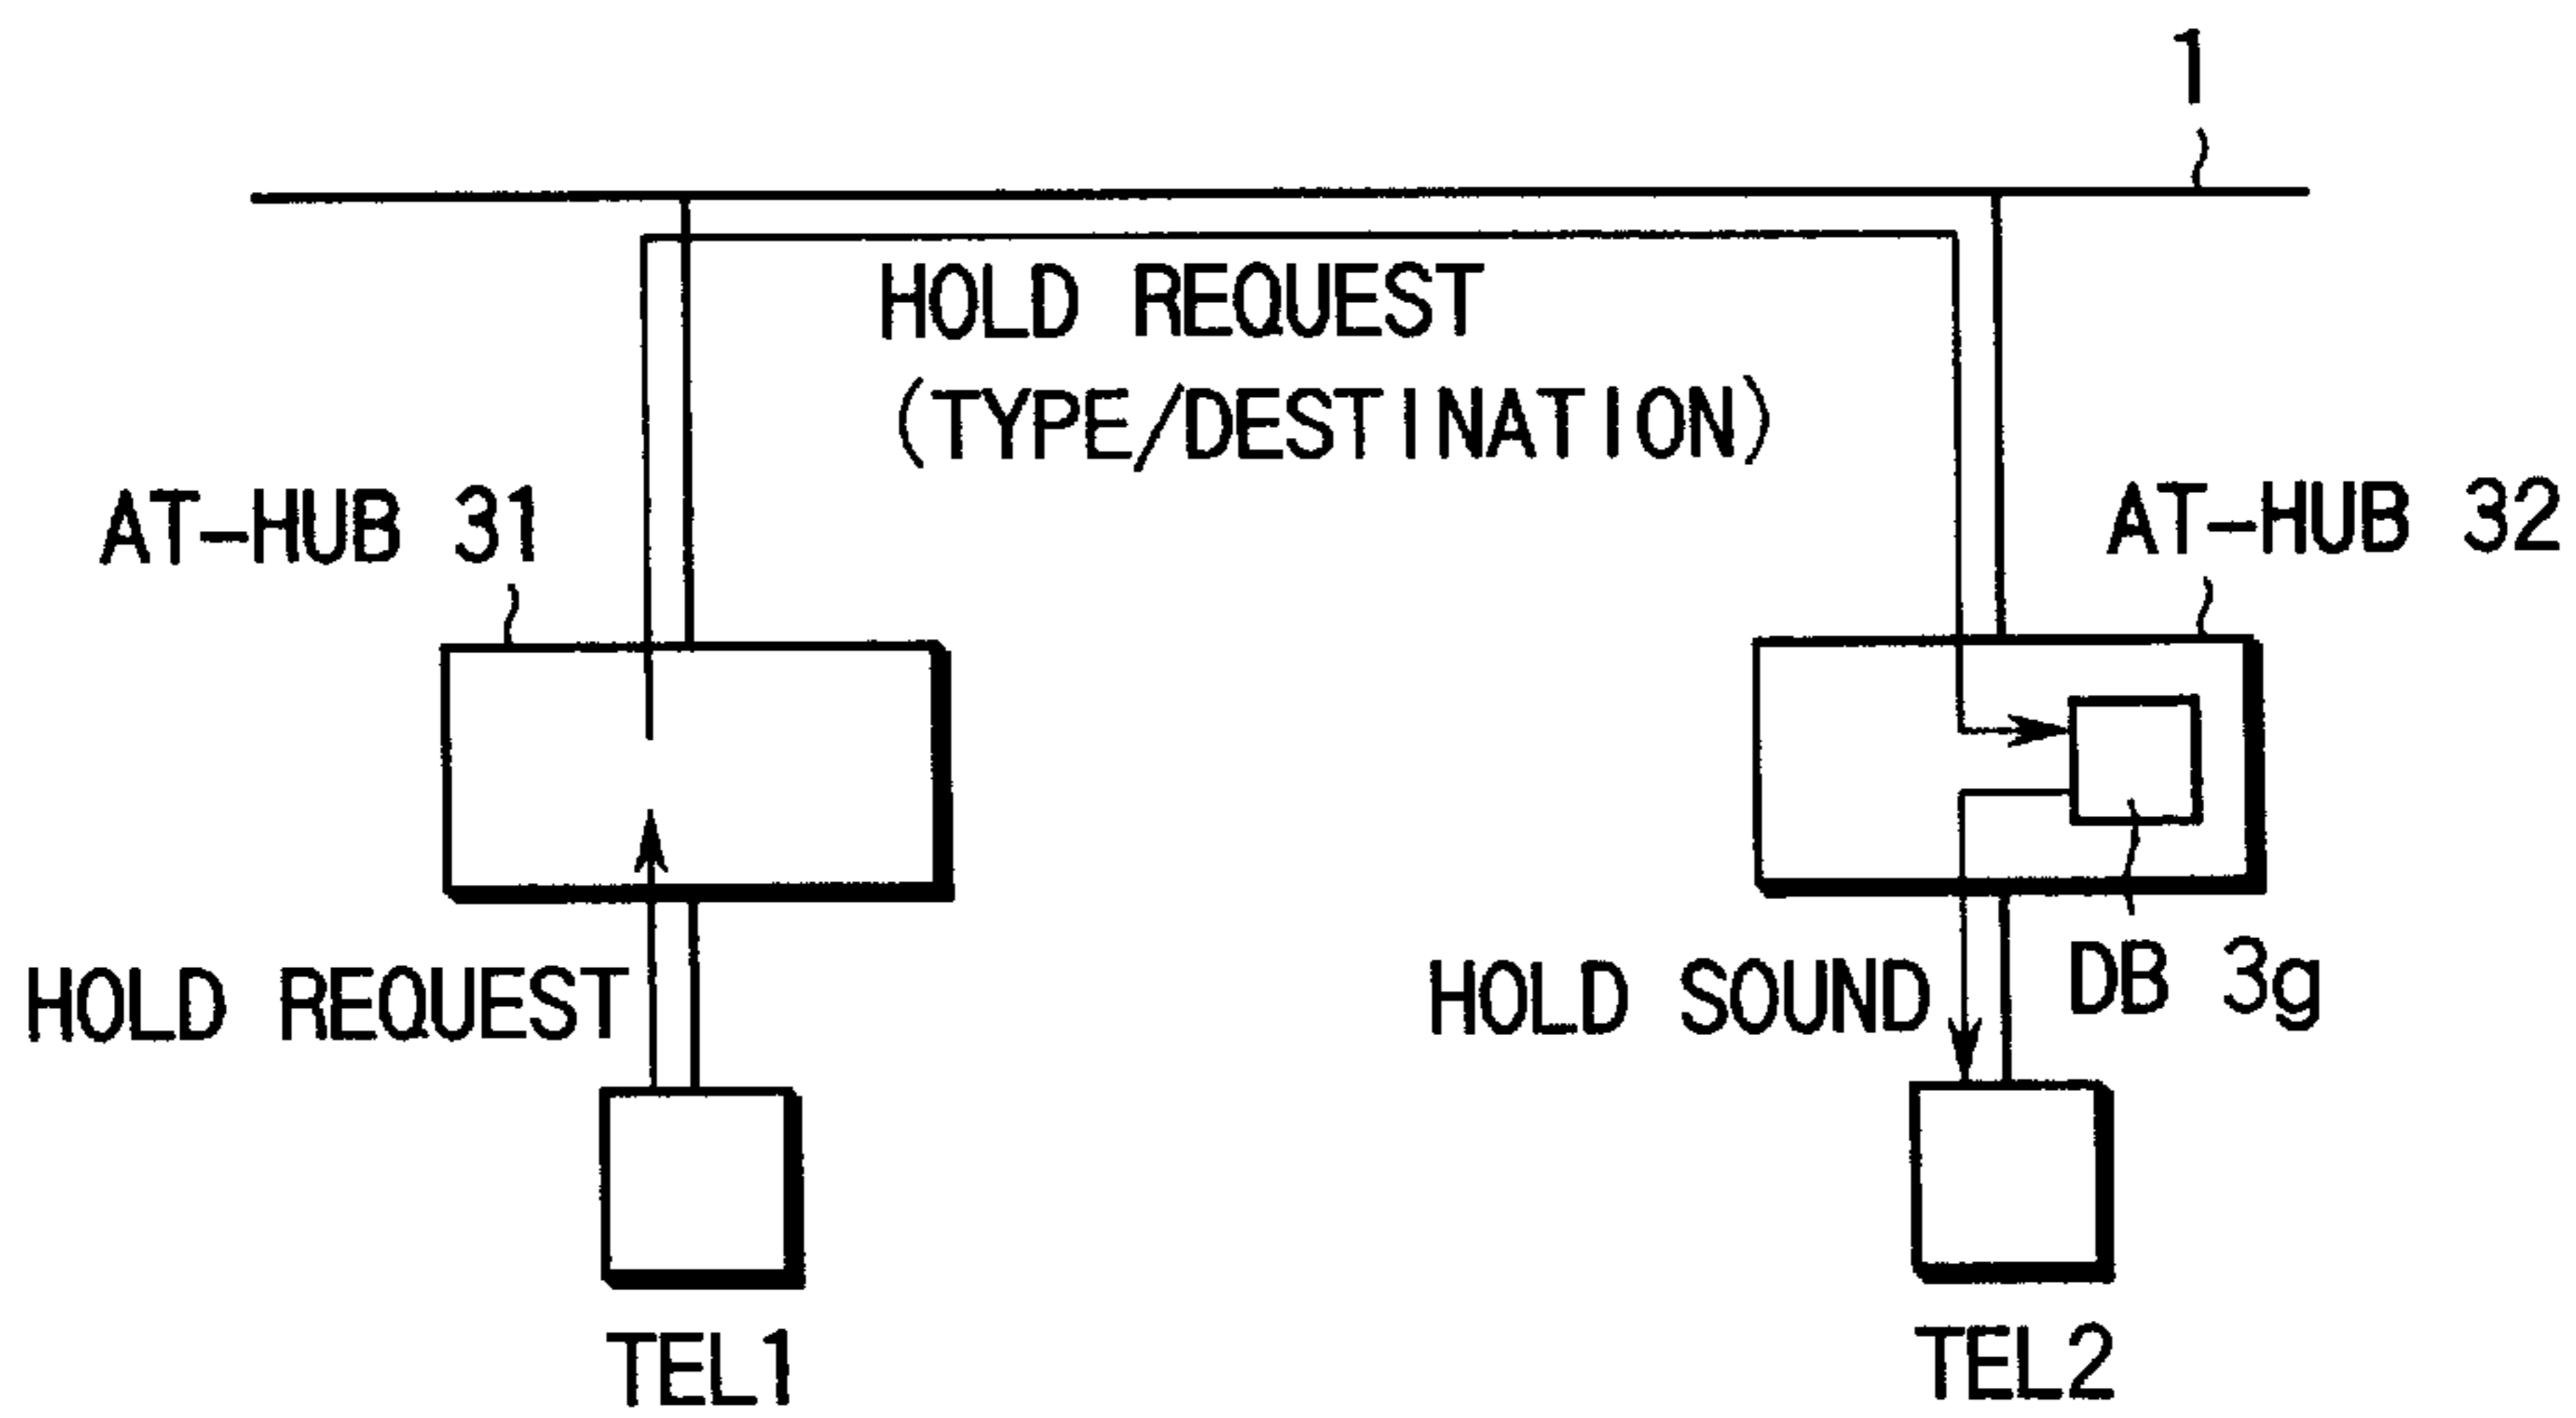 1
HOLD REQUEST
(TYPE/DESTINATION)
AT-HUB 31
AT-HUB 32
HOLD REQUEST
HOLD SOUND
DB 3g
TEL1
TEL2